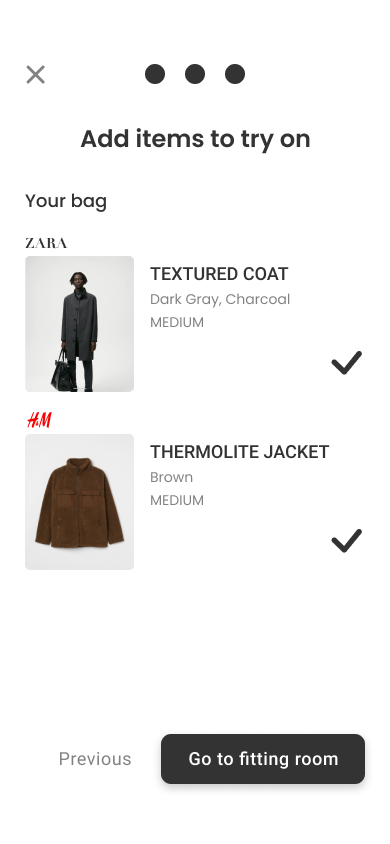 Add items to try on
Your bag
ZARA
TEXTURED COAT
Dark Gray, Charcoal
MEDIUM
H&M
THERMOLITE JACKET
Brown
MEDIUM
Previous
Go to fitting room